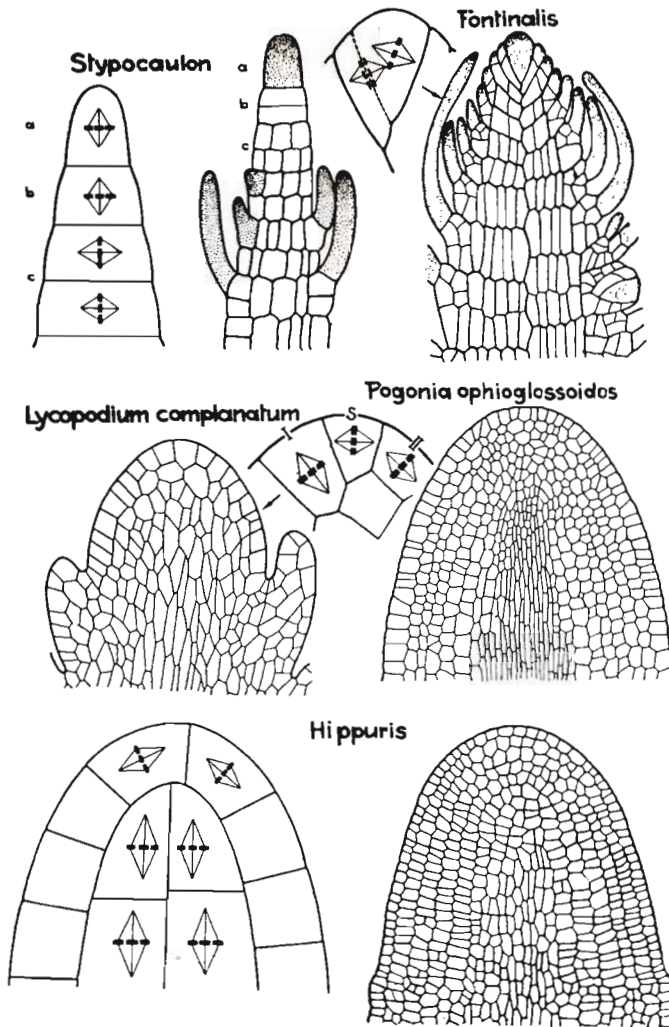 Stypocaulon
Fontinalis
a
b
c
a
b
c
Lycopodium complanatum
Pogonia ophioglossoidos
I
S
II
Hippuris